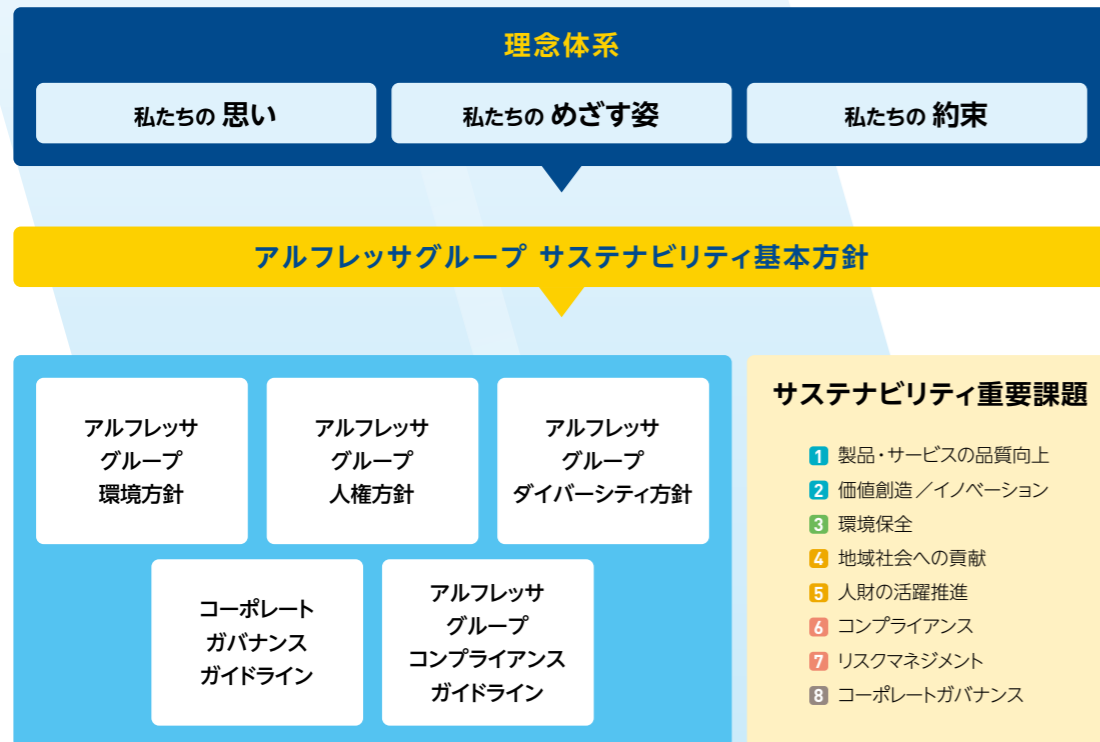 理念体系
私たちの 思い
私たちの めざす姿
私たちの 約束
アルフレッサグループ サステナビリティ基本方針
アルフレッサ
グループ
環境方針
アルフレッサ
グループ
人権方針
アルフレッサ
グループ
ダイバーシティ方針
コーポレート
ガバナンス
ガイドライン
アルフレッサ
グループ
コンプライアンス
ガイドライン
サステナビリティ重要課題
1 製品・サービスの品質向上
2 価値創造／イノベーション
3 環境保全
4 地域社会への貢献
5 人財の活躍推進
6 コンプライアンス
7 リスクマネジメント
8 コーポレートガバナンス